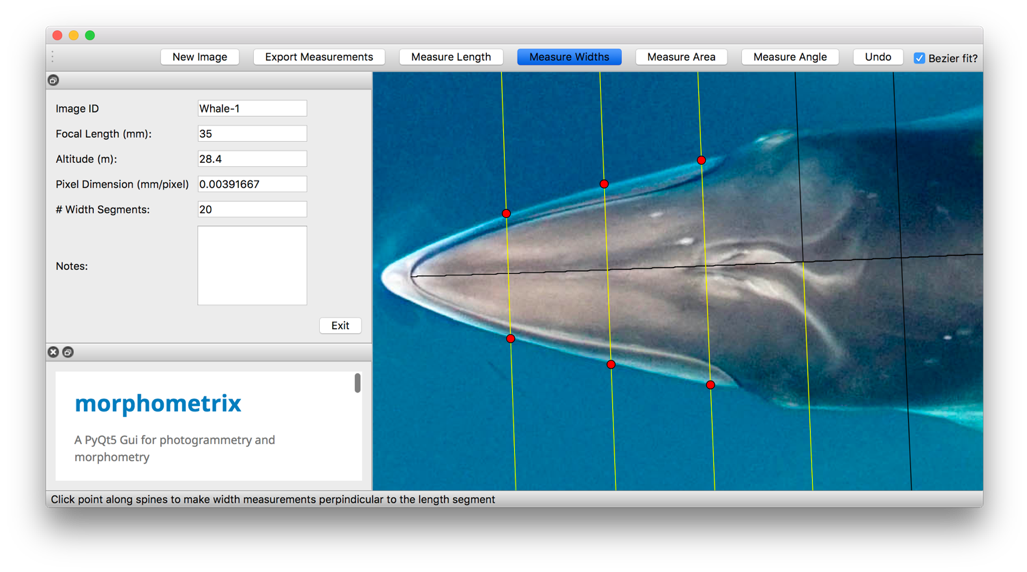 New Image Export Measurements Measure Length Measure Widths Measure Area Measure Angle Undo Bezier fit?
Image ID Whale-1
Focal Length (mm): 35
Altitude (m): 28.4
Pixel Dimension (mm/pixel) 0.00391667
# Width Segments: 20
Notes:
Exit
morphometrix
A PyQt5 Gui for photogrammetry and
morphometry
Click point along spines to make width measurements perpindicular to the length segment